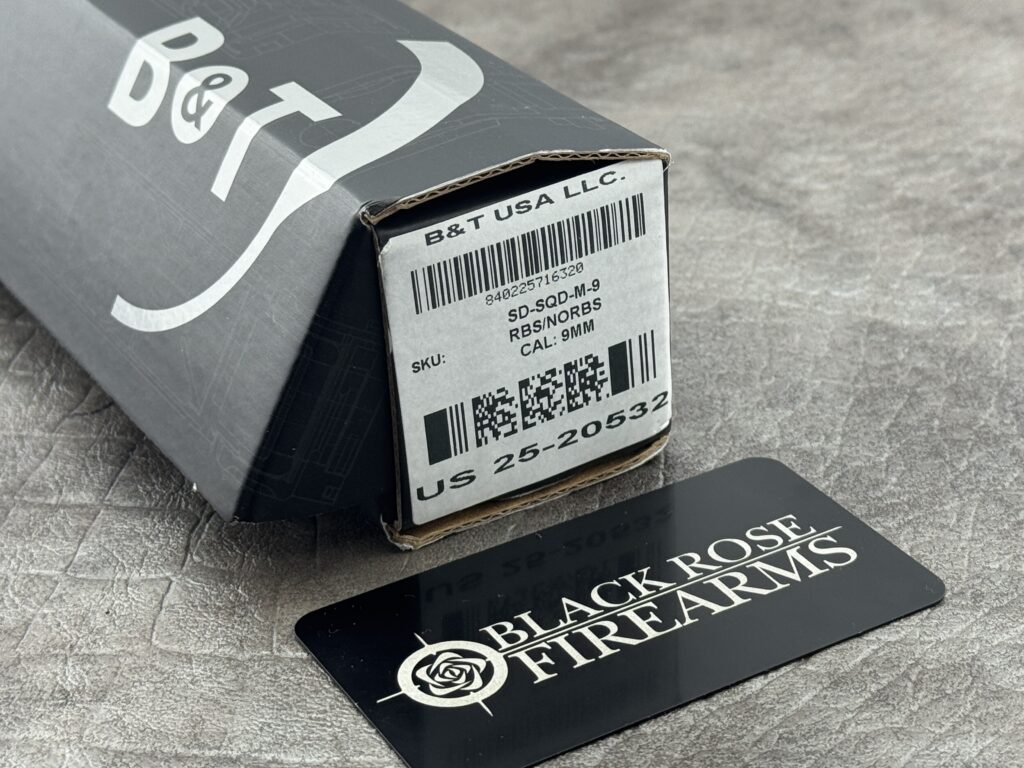 B&T
B&T USA LLC.
840225716320
SD-SQD-M-9
RBS/NORBS
CAL: 9MM
SKU:
US 25-20532
BLACK ROSE
FIREARMS